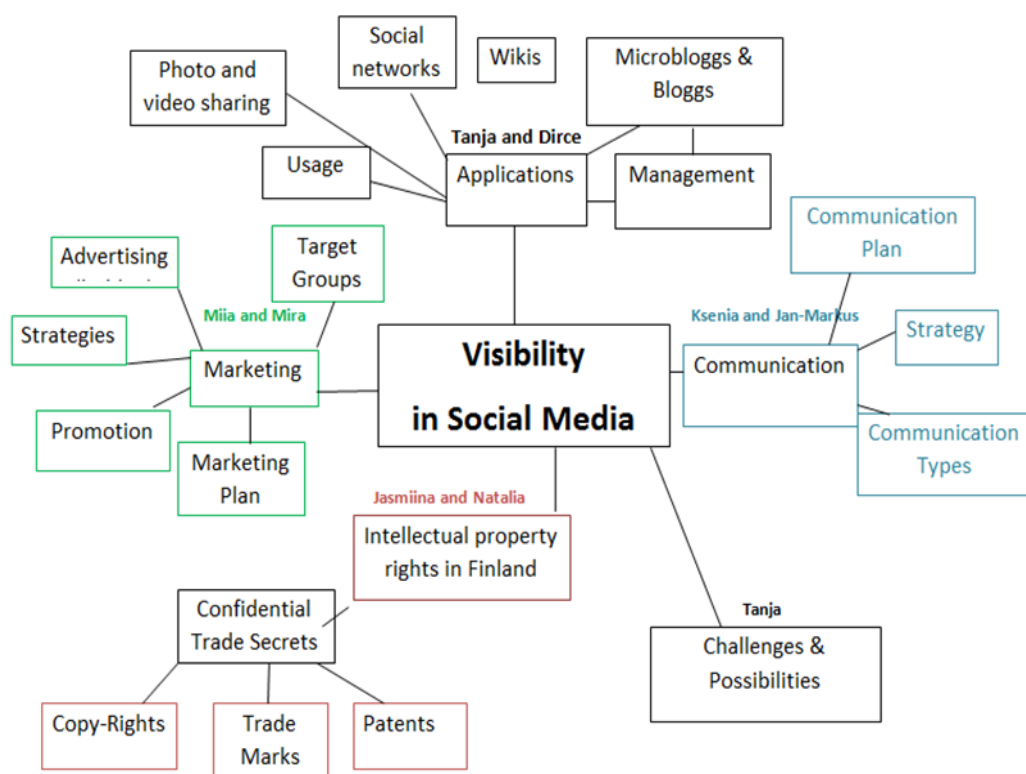 Social
networks
Wikis
Microbloggs &
Bloggs
Photo and
video sharing
Tanja and Dirce
Usage
Applications
Management
Communication
Plan
Advertising
Target
Groups
Miia and Mira
Ksenia and Jan-Markus
Strategies
Strategy
Visibility
in Social Media
Marketing
Communication
Promotion
Communication
Types
Marketing
Plan
Jasmiina and Natalia
Intellectual property
rights in Finland
Confidential
Trade Secrets
Tanja
Challenges &
Possibilities
Copy-Rights
Trade
Marks
Patents